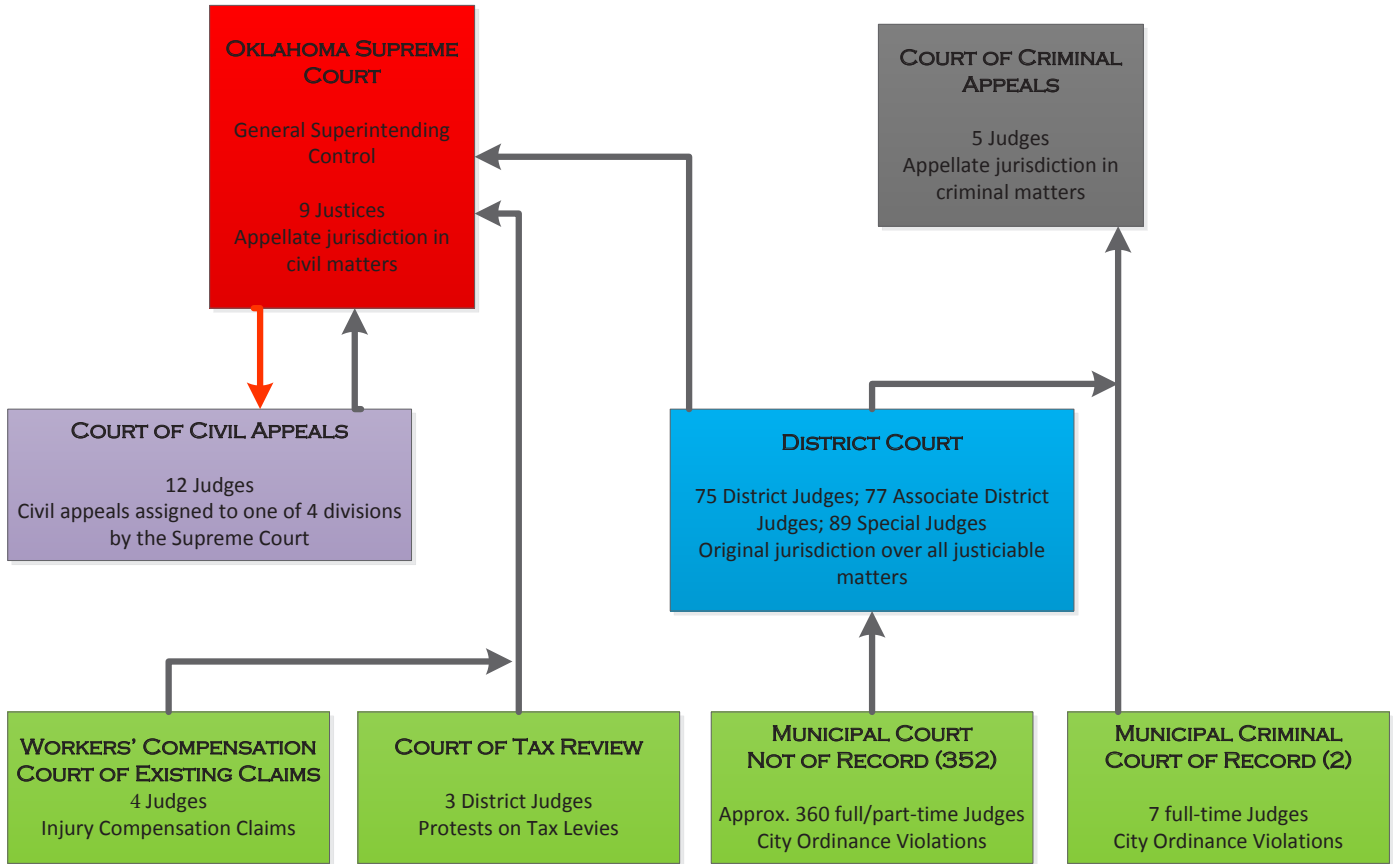 OKLAHOMA SUPREME
COURT
General Superintending
Control
9 Justices
Appellate jurisdiction in
civil matters
COURT OF CRIMINAL
APPEALS
5 Judges
Appellate jurisdiction in
criminal matters
COURT OF CIVIL APPEALS
12 Judges
Civil appeals assigned to one of 4 divisions
by the Supreme Court
DISTRICT COURT
75 District Judges; 77 Associate District
Judges; 89 Special Judges
Original jurisdiction over all justiciable
matters
WORKERS' COMPENSATION
COURT OF EXISTING CLAIMS
4 Judges
Injury Compensation Claims
COURT OF TAX REVIEW
3 District Judges
Protests on Tax Levies
MUNICIPAL COURT
NOT OF RECORD (352)
Approx. 360 full/part-time Judges
City Ordinance Violations
MUNICIPAL CRIMINAL
COURT OF RECORD (2)
7 full-time Judges
City Ordinance Violations